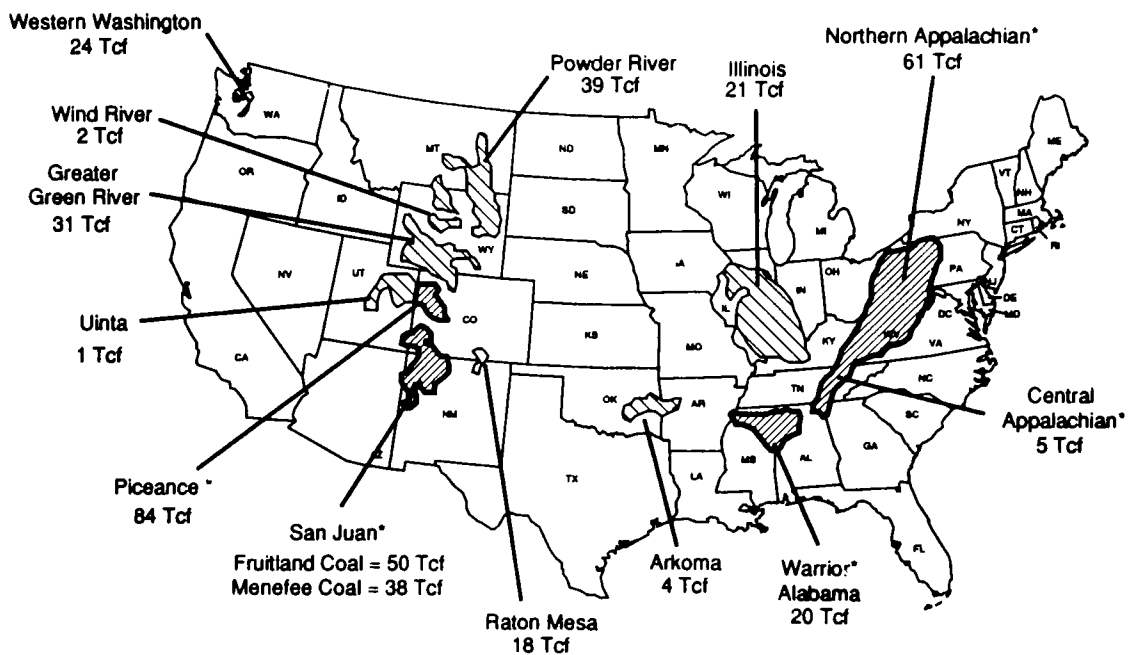 Western Washington
24 Tcf
Northern Appalachian*
61 Tcf
Powder River
39 Tcf
Illinois
21 Tcf
Wind River
2 Tcf
Greater
Green River
31 Tcf
Uinta
1 Tcf
Piceance *
84 Tcf
San Juan*
Fruitland Coal = 50 Tcf
Menefee Coal = 38 Tcf
Raton Mesa
18 Tcf
Arkoma
4 Tcf
Warrior*
Alabama
20 Tcf
Central
Appalachian*
5 Tcf
WA
OR
ID
MT
ND
MN
SD
WY
WI
MI
NV
UT
CO
NE
IA
IL
IN
OH
PA
NY
VT
NH
ME
MA
CT
RI
NJ
DE
MD
DC
WV
VA
KY
CA
KS
MO
TN
NC
SC
NM
OK
AR
TX
LA
MS
AL
GA
FL